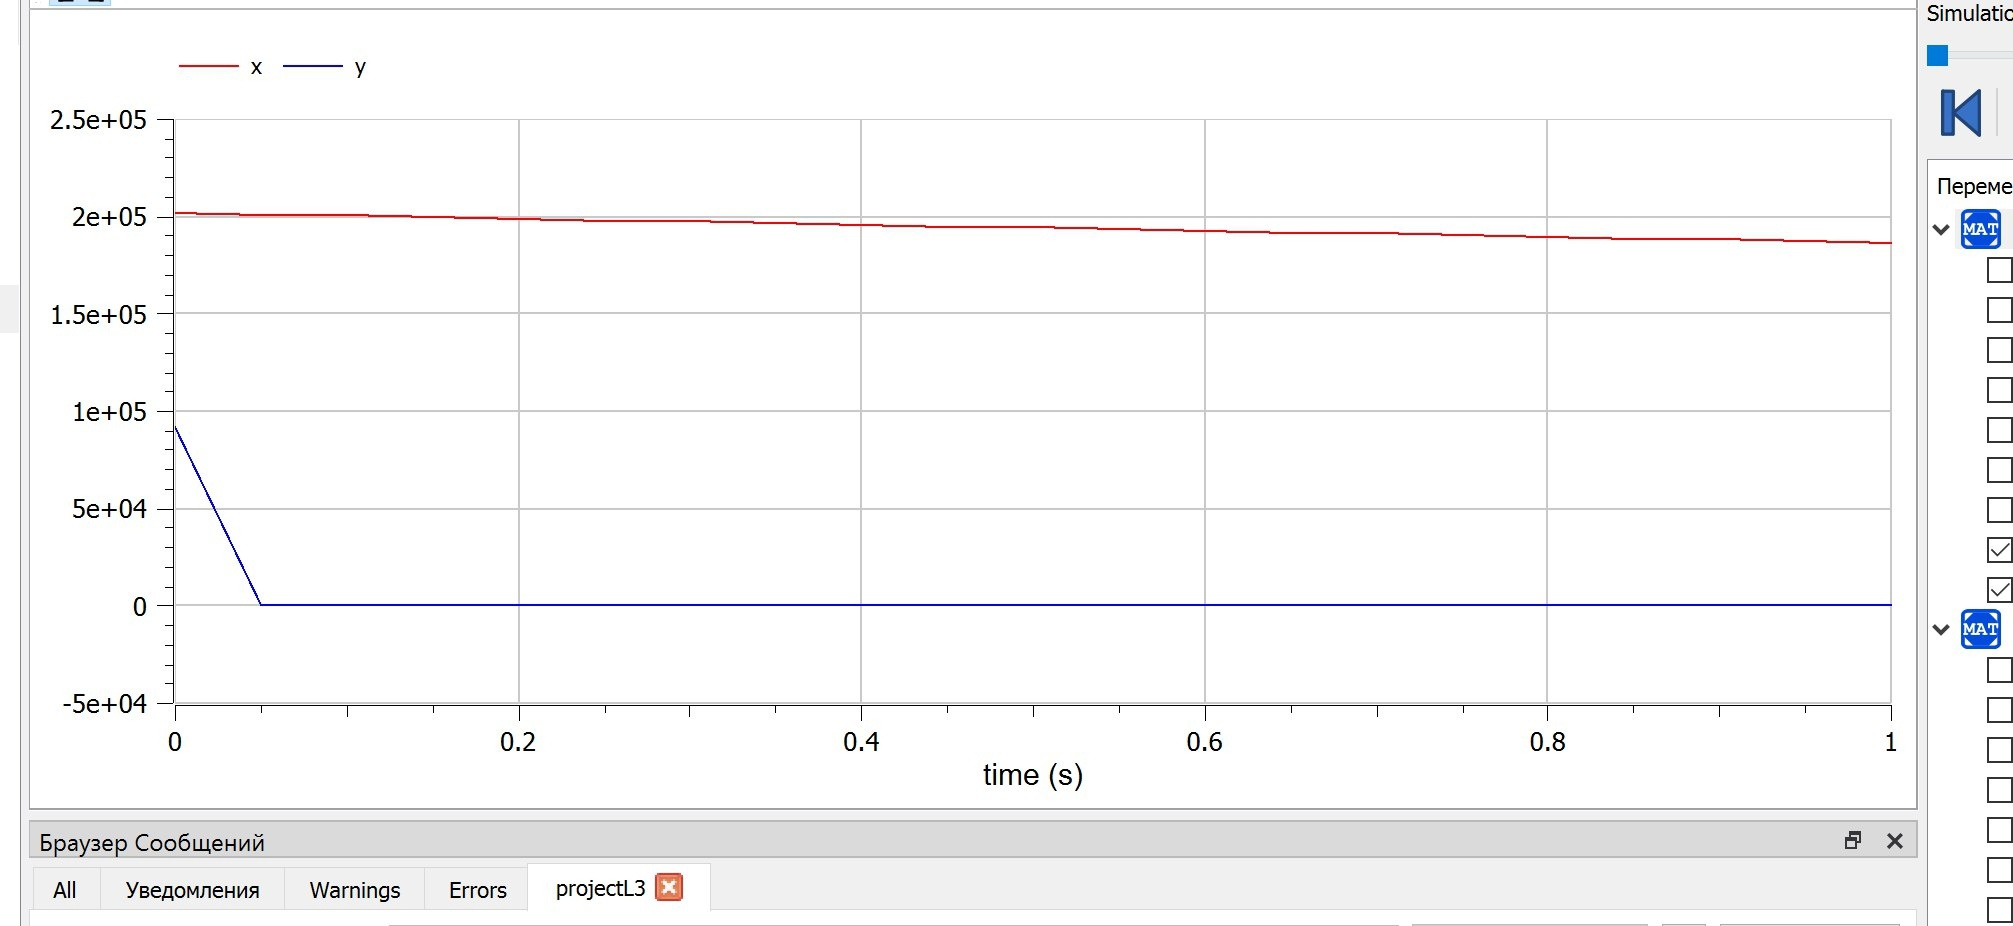 Simulatio
x y
2.5e+05
2e+05
1.5e+05
1e+05
5e+04
0
-5e+04
0 0.2 0.4 0.6 0.8 1
time (s)
Переме
MAT
MAT
Браузер Сообщений
All Уведомления Warnings Errors projectL3